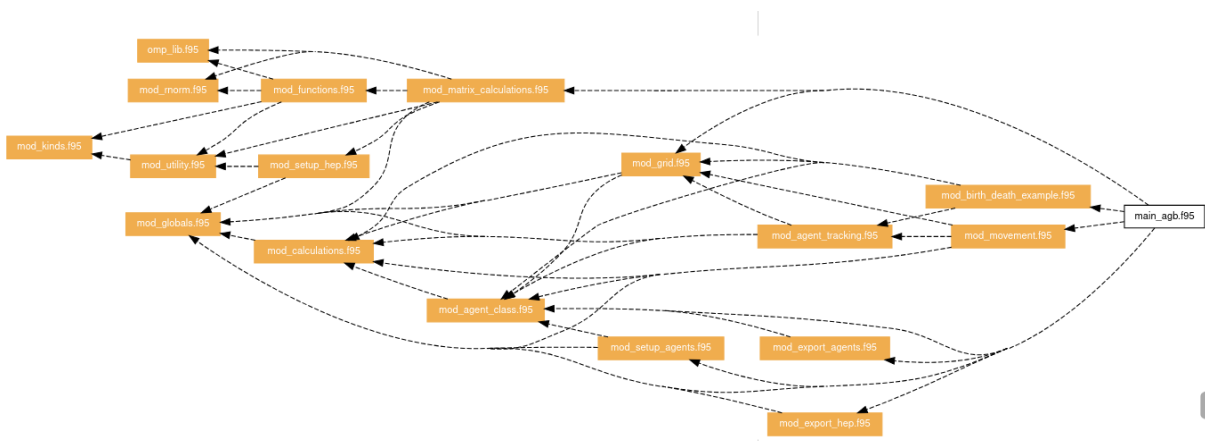 omp_lib.f95
mod_rnorm.f95
mod_functions.f95
mod_matrix_calculations.f95
mod_kinds.f95
mod_utility.f95
mod_setup_hep.f95
mod_grid.f95
mod_birth_death_example.f95
main_agb.f95
mod_globals.f95
mod_calculations.f95
mod_agent_tracking.f95
mod_movement.f95
mod_agent_class.f95
mod_setup_agents.f95
mod_export_agents.f95
mod_export_hep.f95